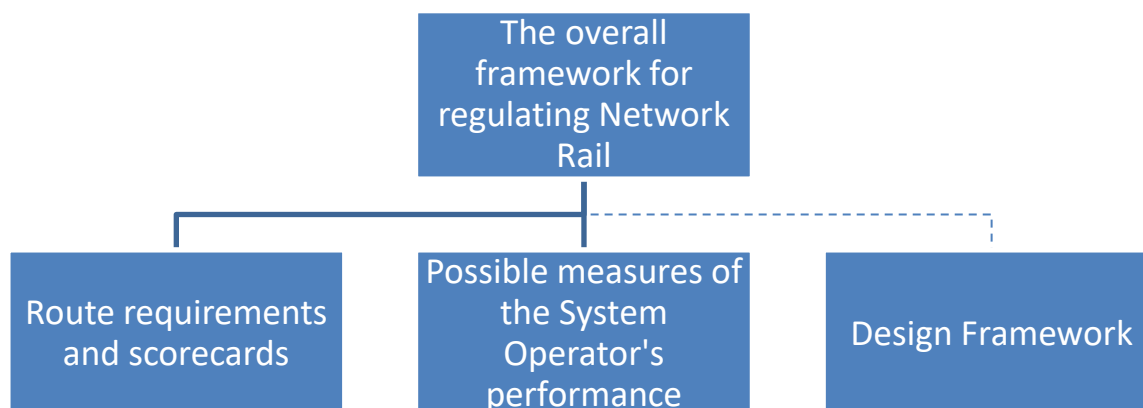 The overall
framework for
regulating Network
Rail
Route requirements
and scorecards
Possible measures of
the System
Operator's
performance
Design Framework